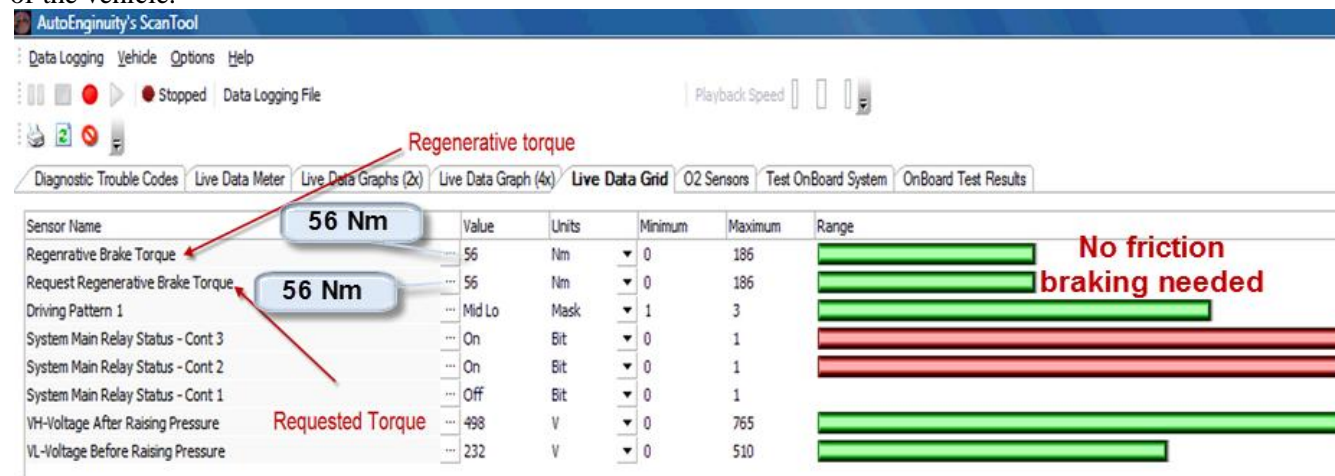 of the vehicle.
AutoEnginuity's ScanTool
Data Logging Vehicle Options Help
Stopped Data Logging File Playback Speed
Regenerative torque
Diagnostic Trouble Codes Live Data Meter Live Data Graphs (2x) Live Data Graph (4x) Live Data Grid O2 Sensors Test OnBoard System OnBoard Test Results
Sensor Name Value Units Minimum Maximum Range
56 Nm
Regenrative Brake Torque ... 56 Nm 0 186
Request Regenerative Brake Torque ... 56 Nm 0 186
56 Nm
No friction
braking needed
Driving Pattern 1 ... Mid Lo Mask 1 3
System Main Relay Status - Cont 3 ... On Bit 0 1
System Main Relay Status - Cont 2 ... On Bit 0 1
System Main Relay Status - Cont 1 ... Off Bit 0 1
Requested Torque
VH-Voltage After Raising Pressure ... 498 V 0 765
VL-Voltage Before Raising Pressure ... 232 V 0 510